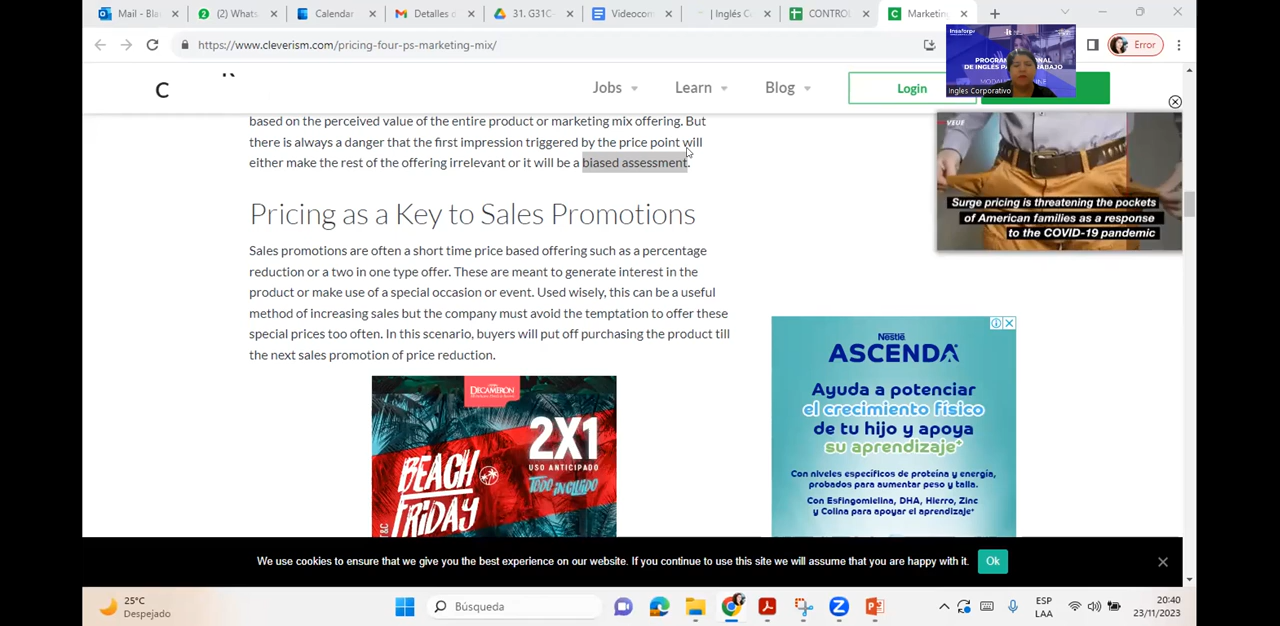 Mail - Bla
(2) Whats
Calendar
Detalles d
31. G31C-
Videocon
| Inglés C
CONTROL
Marketing
https://www.cleverism.com/pricing-four-ps-marketing-mix/
Error
C
Jobs
Learn
Blog
Login
Ingles Corporativo
based on the perceived value of the entire product or marketing mix offering. But
there is always a danger that the first impression triggered by the price point will
either make the rest of the offering irrelevant or it will be a biased assessment.
Surge pricing is threatening the pockets
of American families as a response
to the COVID-19 pandemic
Pricing as a Key to Sales Promotions
Sales promotions are often a short time price based offering such as a percentage
reduction or a two in one type offer. These are meant to generate interest in the
product or make use of a special occasion or event. Used wisely, this can be a useful
method of increasing sales but the company must avoid the temptation to offer these
special prices too often. In this scenario, buyers will put off purchasing the product till
the next sales promotion of price reduction.
DECAMERON
2X1
USO ANTICIPADO
TODO INCLUIDO
BEACH
FRIDAY
Nestlé
ASCENDA
Ayuda a potenciar
el crecimiento físico
de tu hijo y apoya
su aprendizaje+
Con niveles específicos de proteína y energía,
probados para aumentar peso y talla.
Con Esfingomielina, DHA, Hierro, Zinc
y Colina para apoyar el aprendizaje+
We use cookies to ensure that we give you the best experience on our website. If you continue to use this site we will assume that you are happy with it.
Ok
25°C
Despejado
Búsqueda
ESP
LAA
20:40
23/11/2023